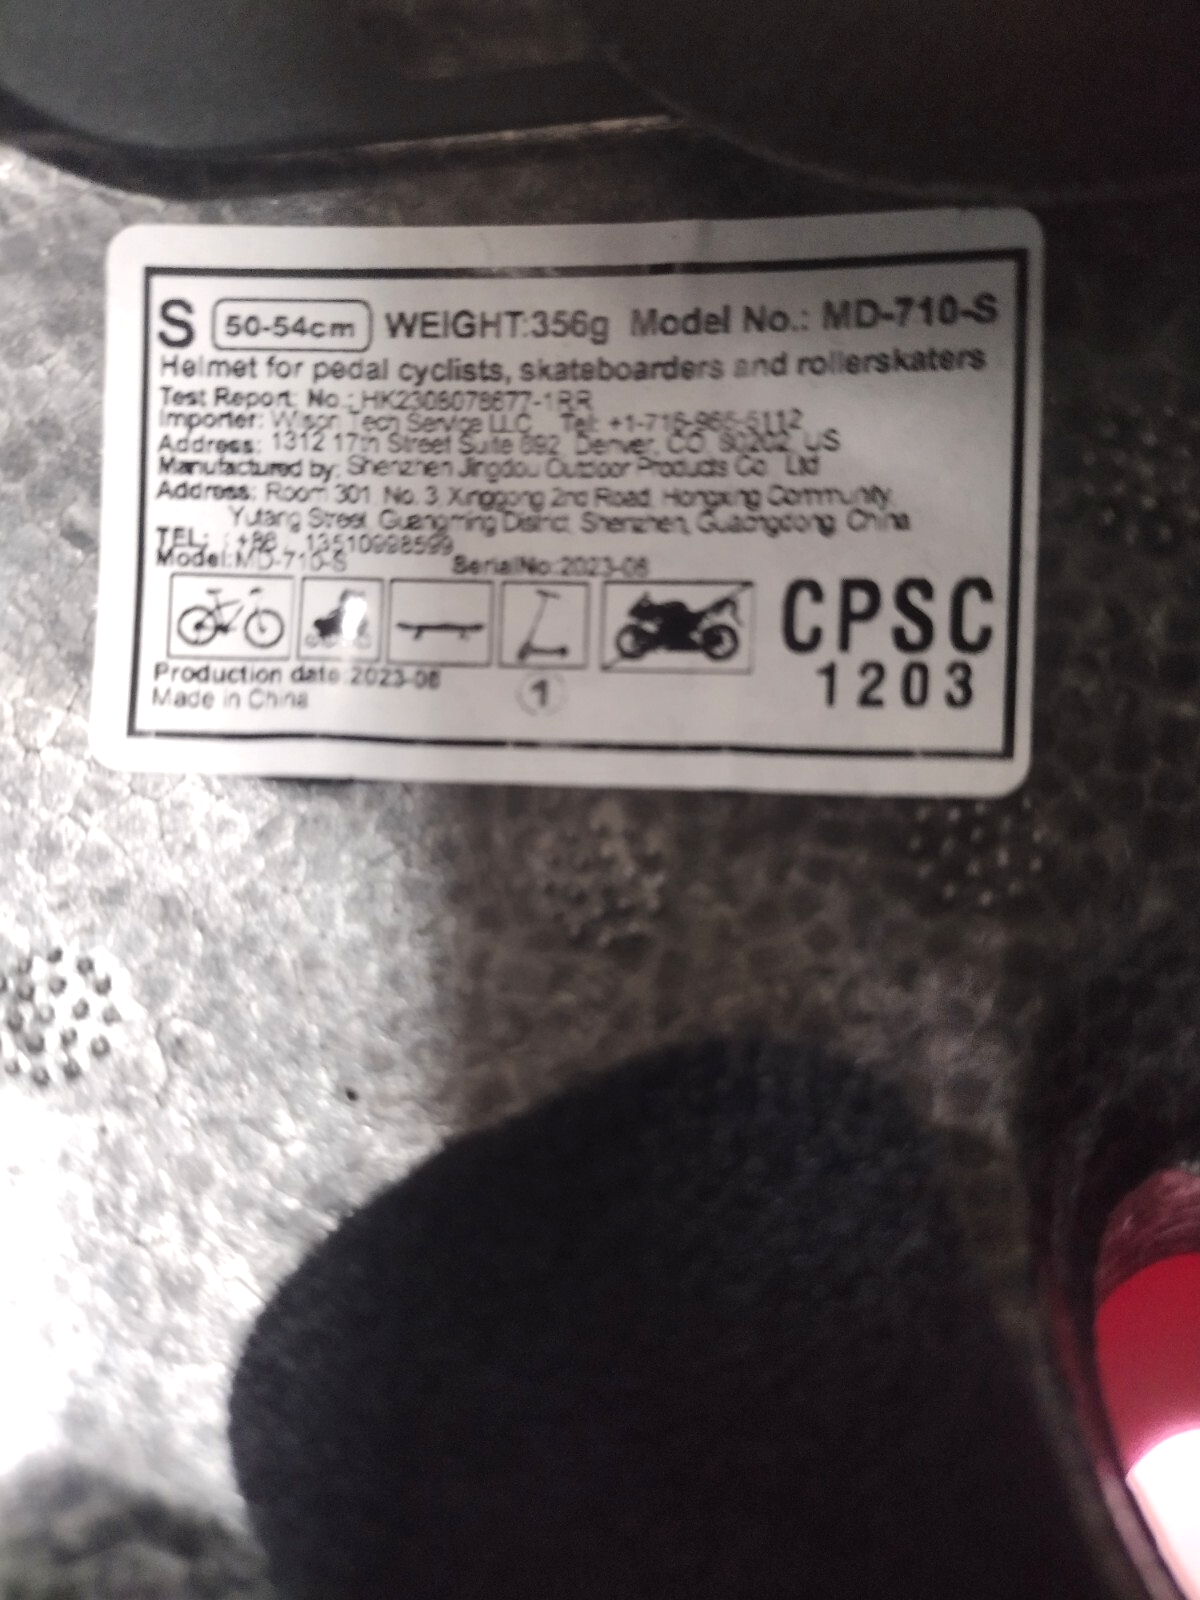 S 50-54cm WEIGHT:356g Model No.: MD-710-S
Helmet for pedal cyclists, skateboarders and rollerskaters
Test Report: No.: HK2308078677-1RR
Importer: Wilson Tech Service LLC Tel: +1-716-
Address: 1312 17th Street Suite 692, Denver, CO, 80202, US
Manufactured by: Shenzhen Jingdou Outdoor Products Co Ltd
Address: Room 301 No. 3 Xinggong 2nd Road, Hongxing Community,
Yutang Street, Guangming District, Shenzhen, Guangdong, China
TEL: +86 13510998599
Model:MD-710-S SerialNo:2023-08
CPSC
1203
Production date:2023-08
Made in China
1